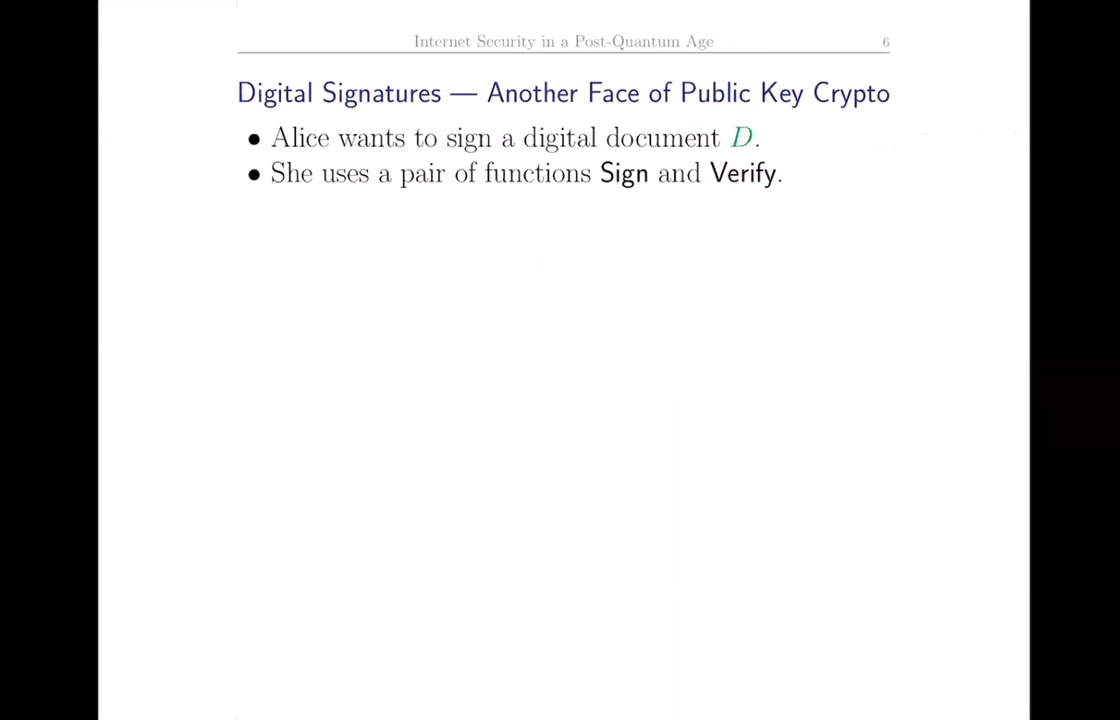 Internet Security in a Post-Quantum Age 6
Digital Signatures — Another Face of Public Key Crypto
• Alice wants to sign a digital document D.
• She uses a pair of functions Sign and Verify.